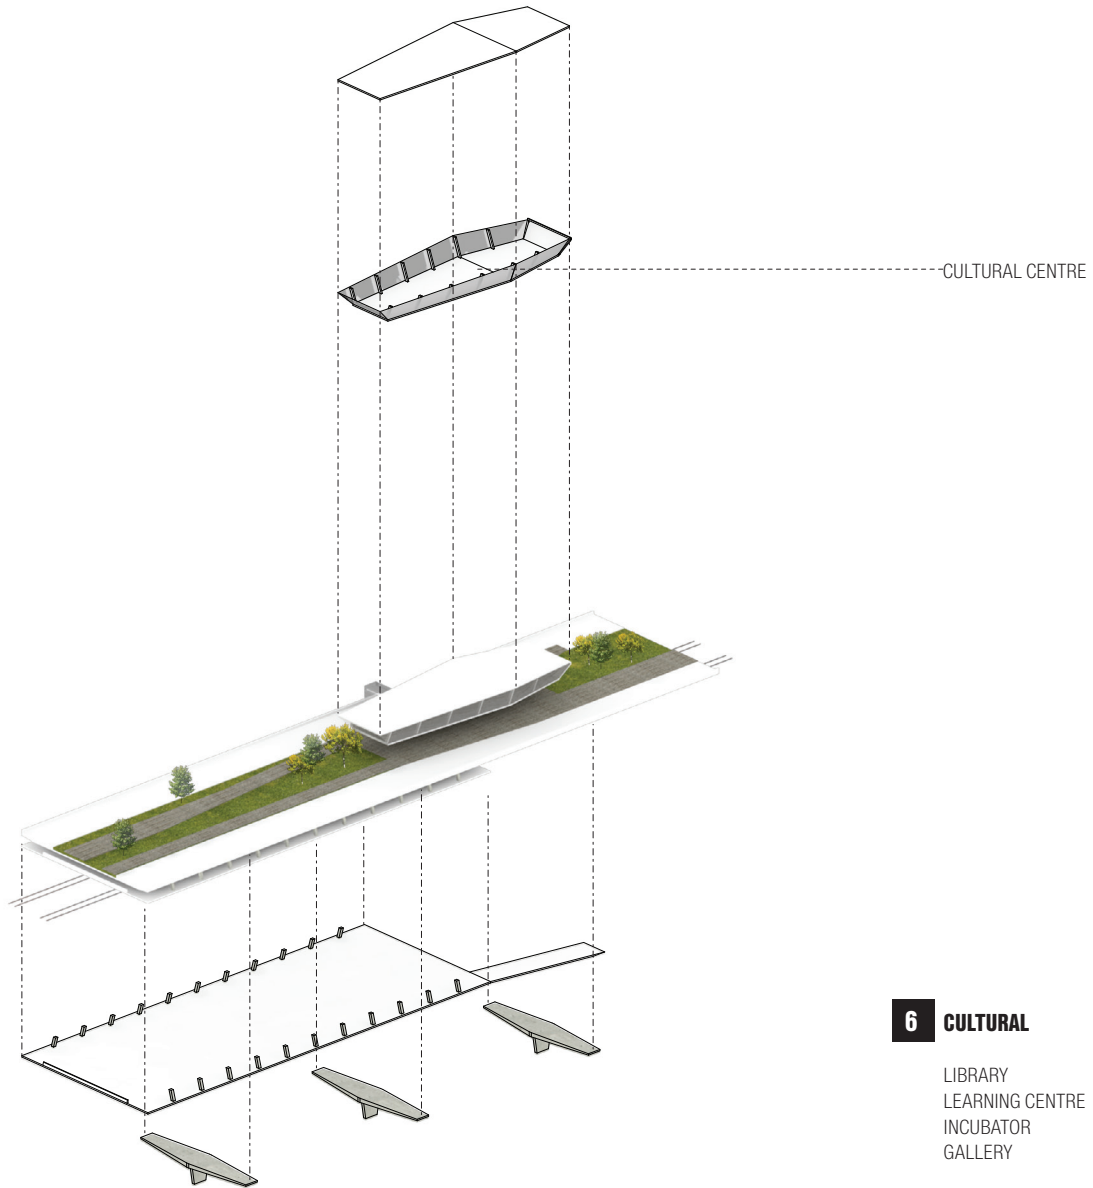 CULTURAL CENTRE
6 CULTURAL
LIBRARY
LEARNING CENTRE
INCUBATOR
GALLERY